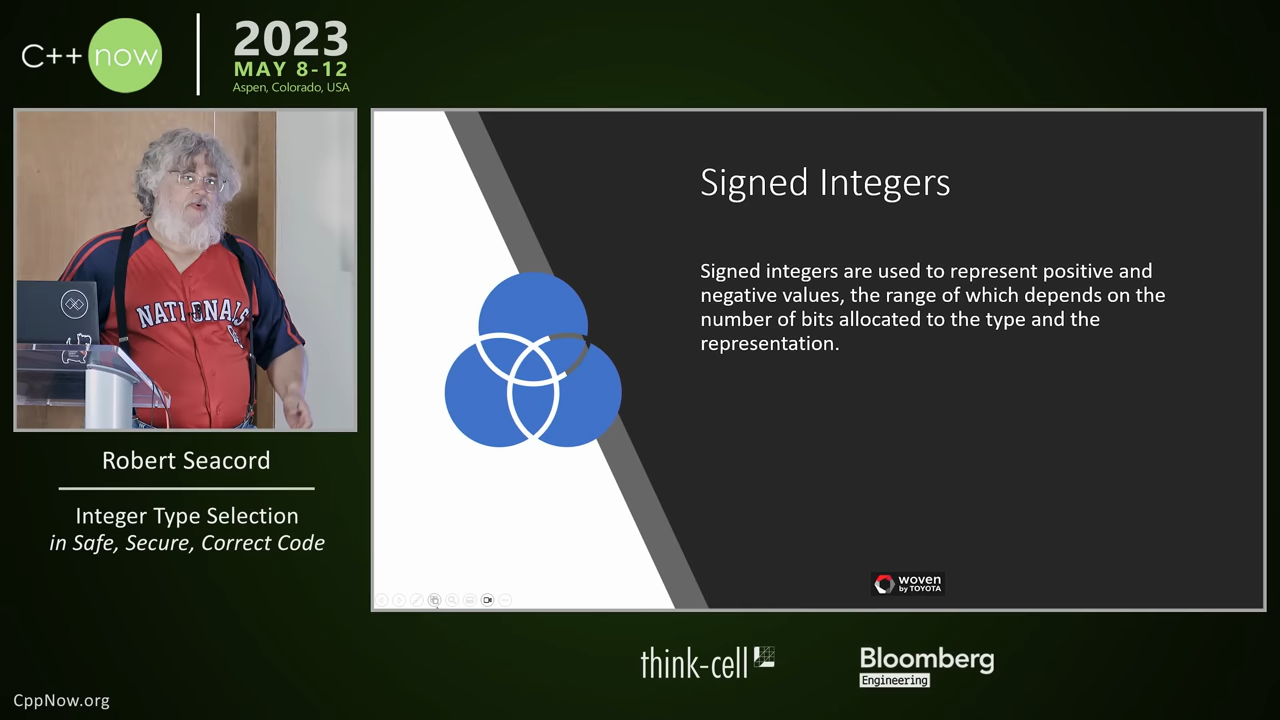 C++ now
2023
MAY 8-12
Aspen, Colorado, USA
NATIONALS
Robert Seacord
Integer Type Selection
in Safe, Secure, Correct Code
Signed Integers
Signed integers are used to represent positive and
negative values, the range of which depends on the
number of bits allocated to the type and the
representation.
woven
by TOYOTA
think-cell
Bloomberg
Engineering
CppNow.org